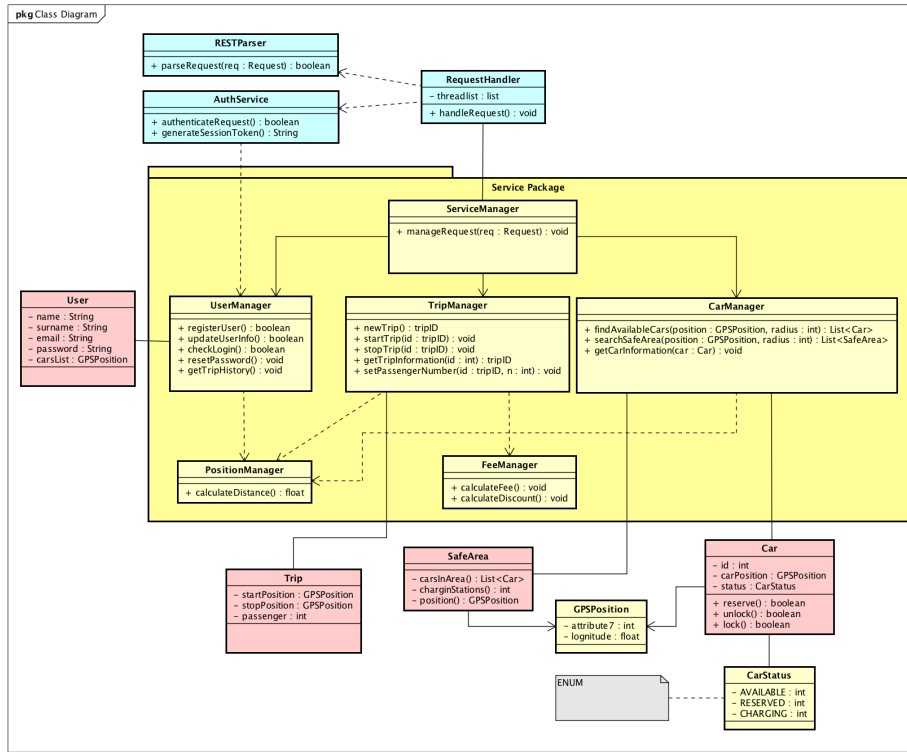 pkg Class Diagram
RESTParser
+ parseRequest(req : Request) : boolean
RequestHandler
- threadlist : list
+ handleRequest() : void
AuthService
+ authenticateRequest() : boolean
+ generateSessionToken() : String
Service Package
ServiceManager
+ manageRequest(req : Request) : void
User
- name : String
- surname : String
- email : String
- password : String
- carsList : GPSPosition
UserManager
+ registerUser() : boolean
+ updateUserInfo() : boolean
+ checkLogin() : boolean
+ resetPassword() : void
+ getTripHistory() : void
TripManager
+ newTrip() : tripID
+ startTrip(id : tripID) : void
+ stopTrip(id : tripID) : void
+ getTripInformation(id : int) : tripID
+ setPassengerNumber(id : tripID, n : int) : void
CarManager
+ findAvailableCars(position : GPSPosition, radius : int) : List<Car>
+ searchSafeArea(position : GPSPosition, radius : int) : List<SafeArea>
+ getCarInformation(car : Car) : void
PositionManager
+ calculateDistance() : float
FeeManager
+ calculateFee() : void
+ calculateDiscount() : void
Trip
- startPosition : GPSPosition
- stopPosition : GPSPosition
- passenger : int
SafeArea
- carsInArea() : List<Car>
- charginStations() : int
- position() : GPSPosition
Car
- id : int
- carPosition : GPSPosition
- status : CarStatus
+ reserve() : boolean
+ unlock() : boolean
+ lock() : boolean
GPSPosition
- attribute7 : int
- lognitude : float
ENUM
CarStatus
- AVAILABLE : int
- RESERVED : int
- CHARGING : int